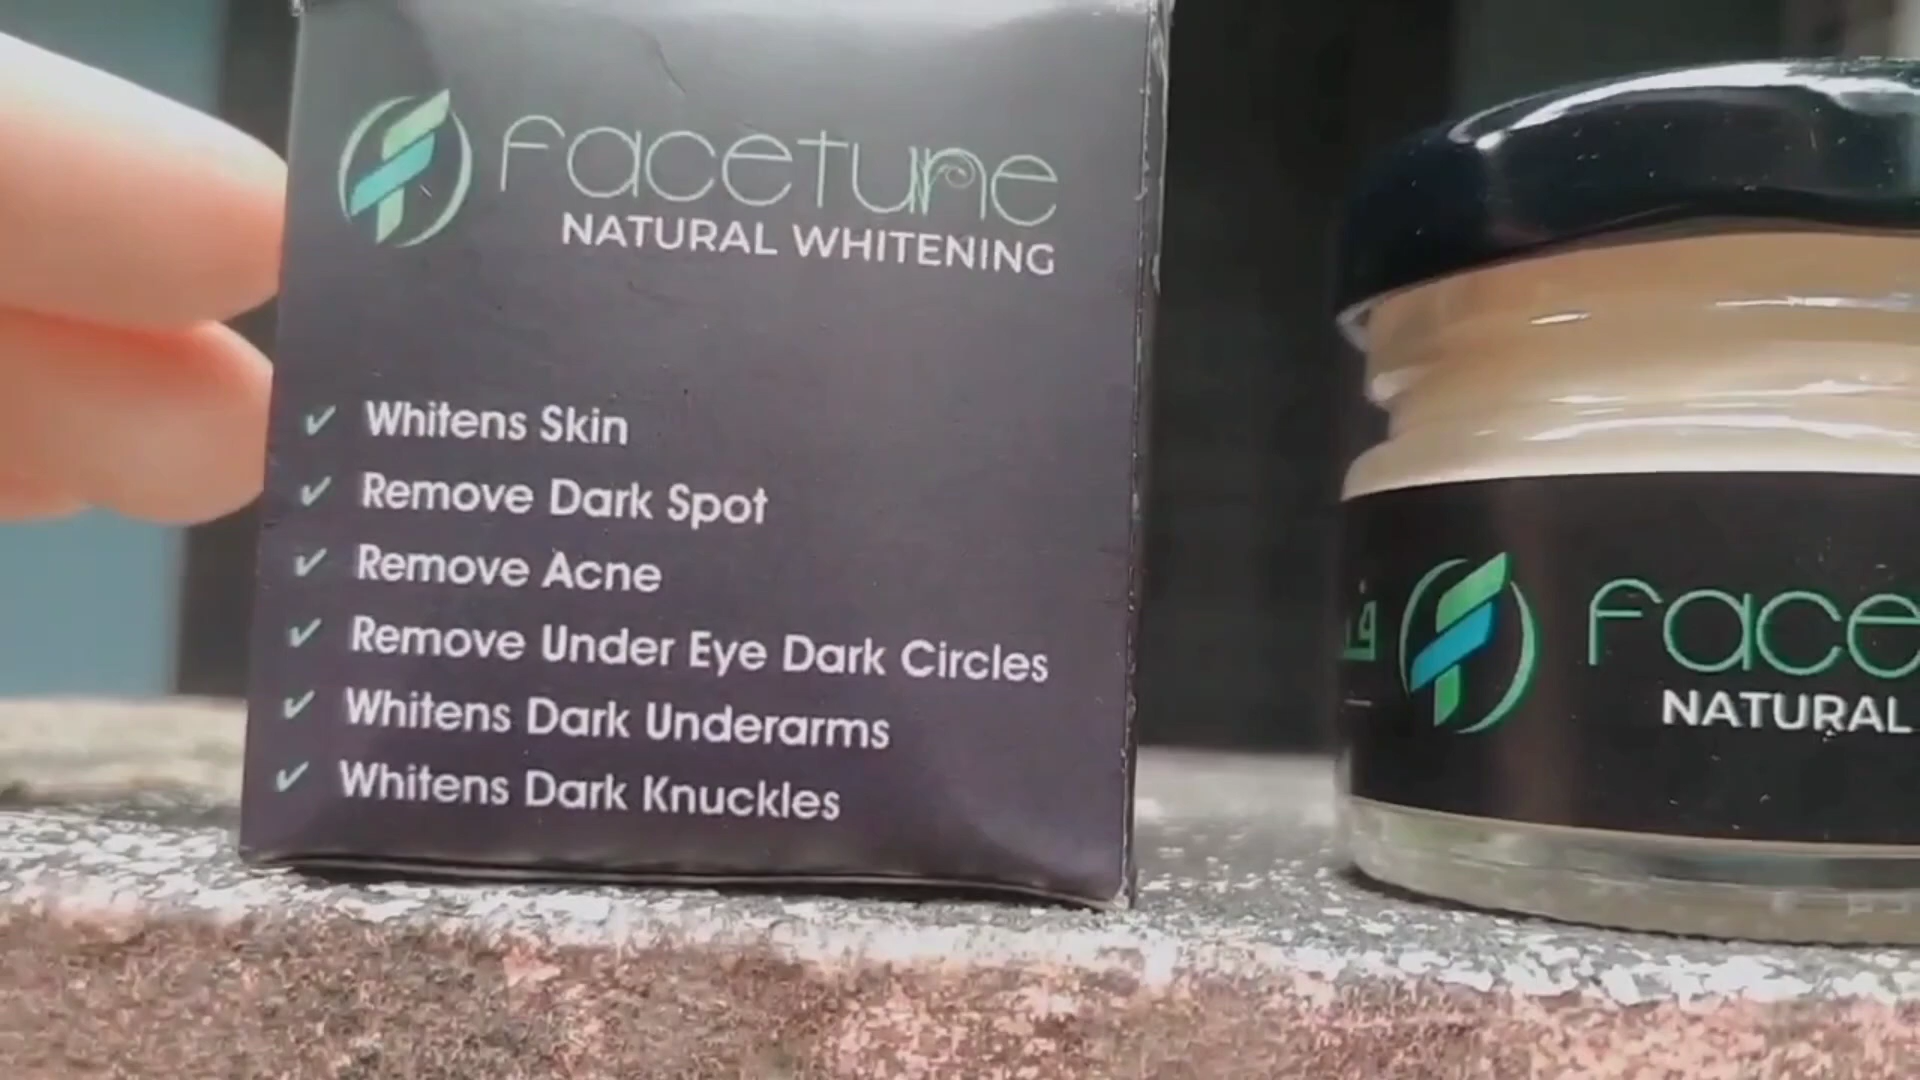 facetune
NATURAL WHITENING
✓ Whitens Skin
✓ Remove Dark Spot
✓ Remove Acne
✓ Remove Under Eye Dark Circles
✓ Whitens Dark Underarms
✓ Whitens Dark Knuckles
face
NATURAL